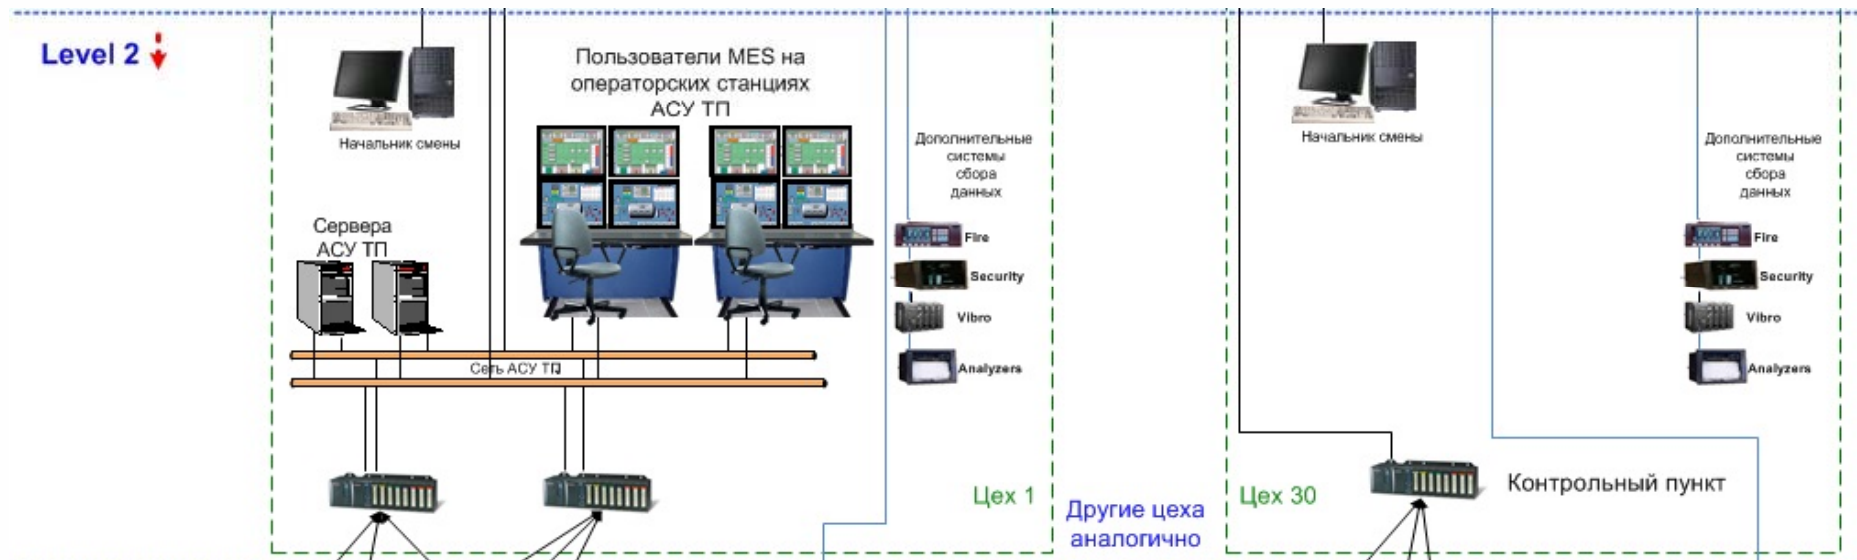 Level 2
Пользователи MES на
операторских станциях
АСУ ТП
Начальник смены
Дополнительные
системы
сбора
данных
Сервера
АСУ ТП
Fire
Security
Vibro
Analyzers
Сеть АСУ ТП
Цех 1
Другие цеха
аналогично
Начальник смены
Дополнительные
системы
сбора
данных
Fire
Security
Vibro
Analyzers
Цех 30
Контрольный пункт